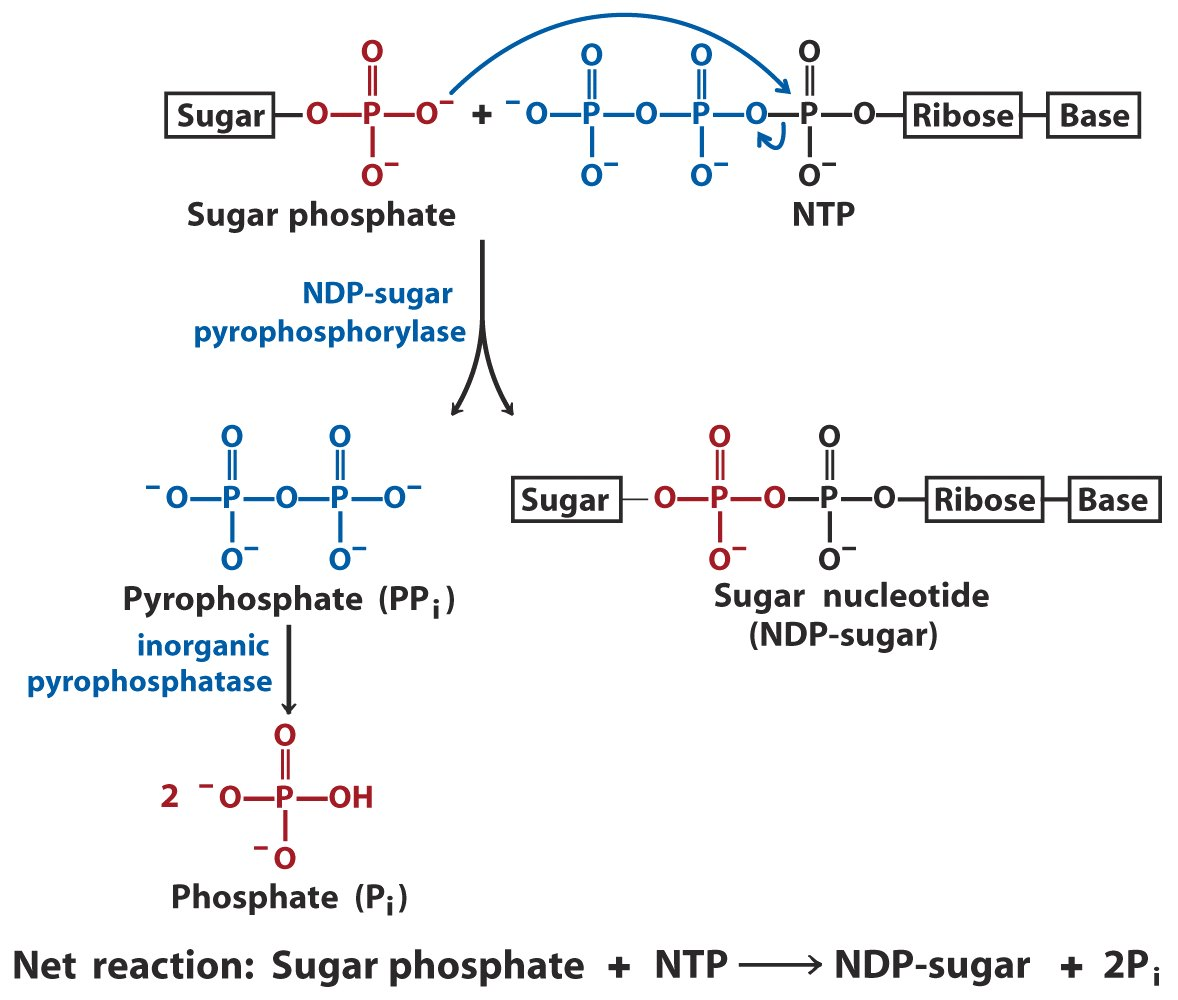 O O O O
Sugar—O—P—O⁻ + ⁻O—P—O—P—O—P—O—Ribose—Base
O⁻ O⁻ O⁻ O⁻
Sugar phosphate NTP
NDP-sugar
pyrophosphorylase
O O O O
⁻O—P—O—P—O⁻ Sugar—O—P—O—P—O—Ribose—Base
O⁻ O⁻ O⁻ O⁻
Pyrophosphate (PPᵢ) Sugar nucleotide
(NDP-sugar)
inorganic
pyrophosphatase
O
2 ⁻O—P—OH
⁻O
Phosphate (Pᵢ)
Net reaction: Sugar phosphate + NTP ⟶ NDP-sugar + 2Pᵢ